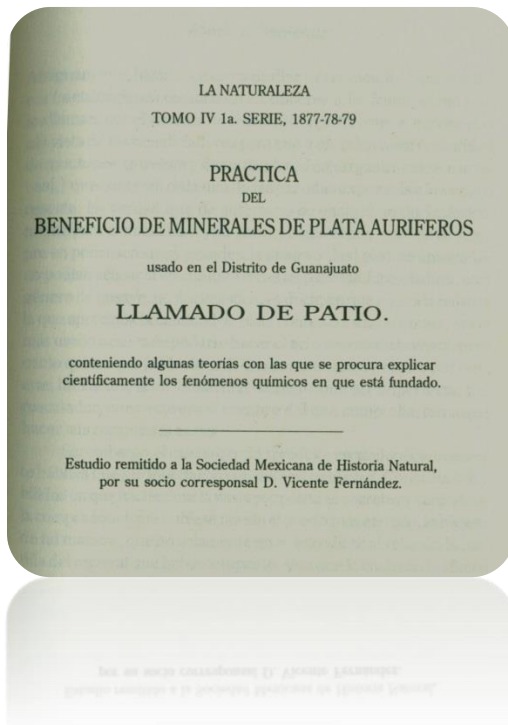 LA NATURALEZA
TOMO IV 1a. SERIE, 1877-78-79
PRACTICA
DEL
BENEFICIO DE MINERALES DE PLATA AURIFEROS
usado en el Distrito de Guanajuato
LLAMADO DE PATIO.
conteniendo algunas teorías con las que se procura explicar
científicamente los fenómenos químicos en que está fundado.
Estudio remitido a la Sociedad Mexicana de Historia Natural,
por su socio corresponsal D. Vicente Fernández.